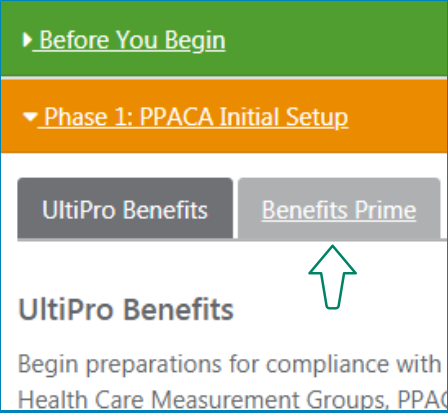 Before You Begin
Phase 1: PPACA Initial Setup
UltiPro Benefits Benefits Prime
UltiPro Benefits
Begin preparations for compliance with
Health Care Measurement Groups,